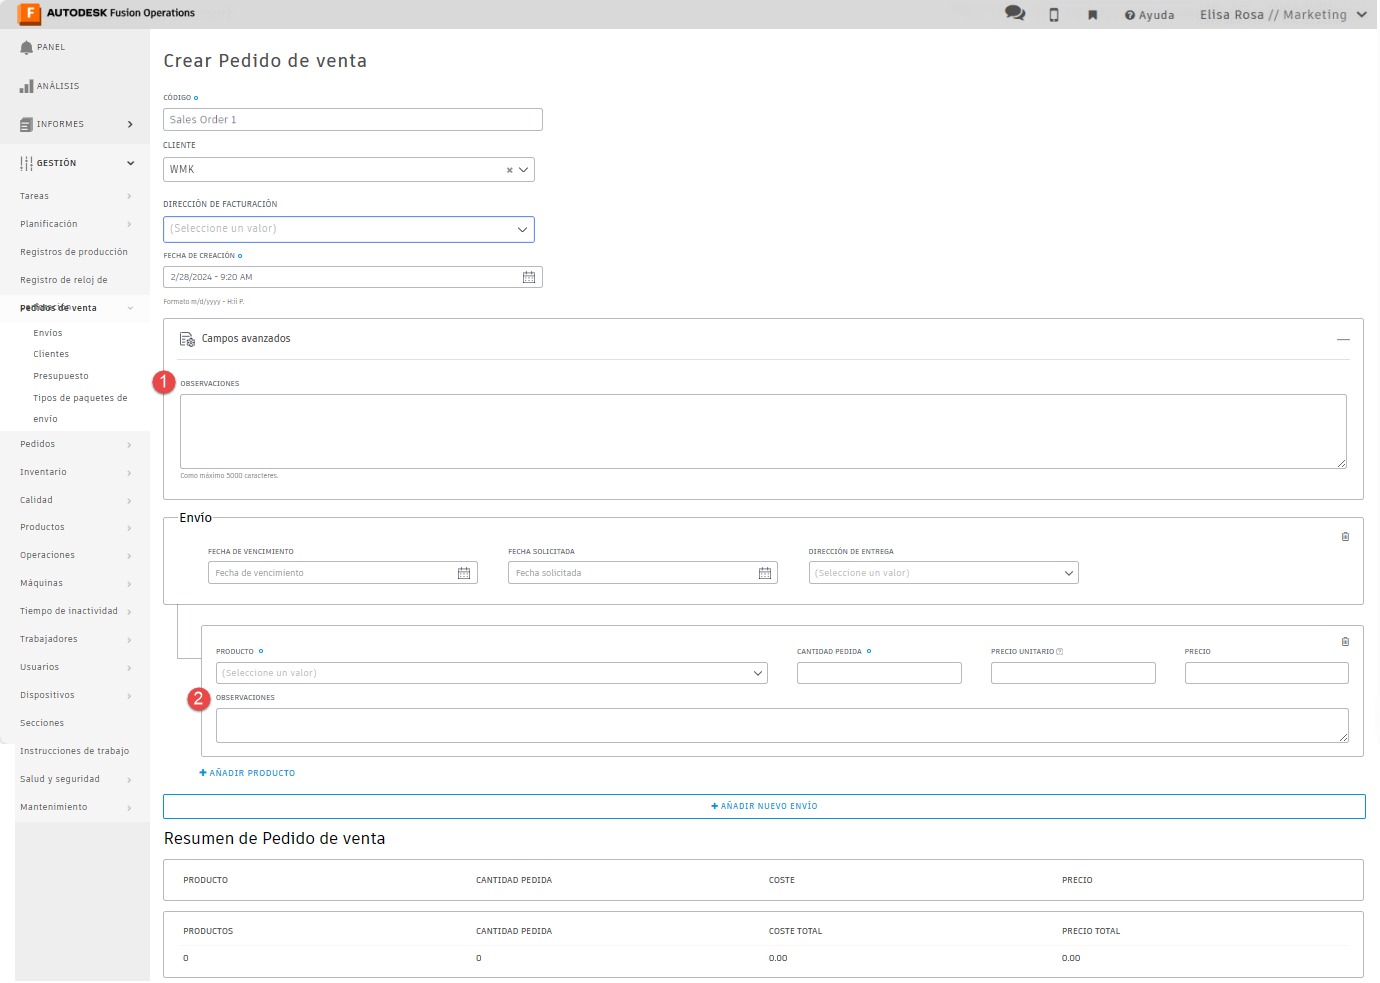 F AUTODESK Fusion Operations
Ayuda
Elisa Rosa // Marketing
PANEL
ANÁLISIS
INFORMES
GESTIÓN
Tareas
Planificación
Registros de producción
Registro de reloj de
Pedidos de venta
Envíos
Clientes
Presupuesto
Tipos de paquetes de
envío
Pedidos
Inventario
Calidad
Productos
Operaciones
Máquinas
Tiempo de inactividad
Trabajadores
Usuarios
Dispositivos
Secciones
Instrucciones de trabajo
Salud y seguridad
Mantenimiento
Crear Pedido de venta
CÓDIGO
Sales Order 1
CLIENTE
WMK
DIRECCIÓN DE FACTURACIÓN
(Seleccione un valor)
FECHA DE CREACIÓN
2/28/2024 - 9:20 AM
Formato m/d/yyyy - H:ii P.
Campos avanzados
1
OBSERVACIONES
Como máximo 5000 caracteres.
Envío
FECHA DE VENCIMIENTO FECHA SOLICITADA DIRECCIÓN DE ENTREGA
Fecha de vencimiento Fecha solicitada (Seleccione un valor)
PRODUCTO CANTIDAD PEDIDA PRECIO UNITARIO PRECIO
(Seleccione un valor)
2
OBSERVACIONES
+ AÑADIR PRODUCTO
+ AÑADIR NUEVO ENVÍO
Resumen de Pedido de venta
PRODUCTO CANTIDAD PEDIDA COSTE PRECIO
PRODUCTOS CANTIDAD PEDIDA COSTE TOTAL PRECIO TOTAL
0 0 0.00 0.00